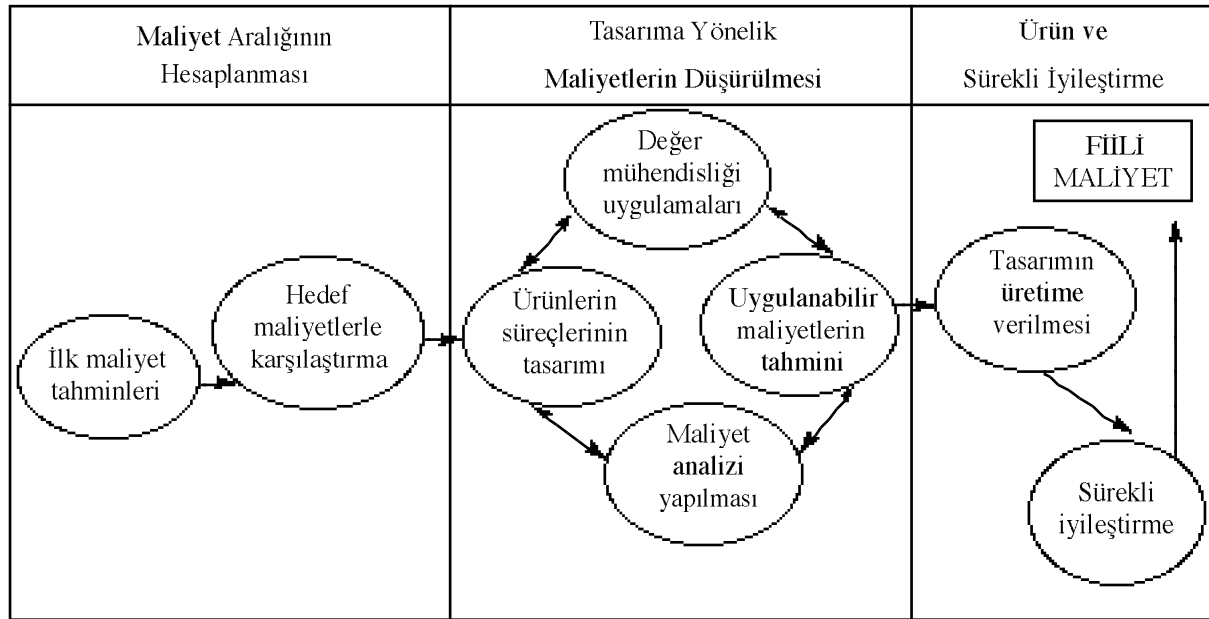 Maliyet Aralığının
Hesaplanması
Tasarıma Yönelik
Maliyetlerin Düşürülmesi
Ürün ve
Sürekli İyileştirme
İlk maliyet
tahminleri
Hedef
maliyetlerle
karşılaştırma
Değer
mühendisliği
uygulamaları
Ürünlerin
süreçlerinin
tasarımı
Uygulanabilir
maliyetlerin
tahmini
Maliyet
analizi
yapılması
FİİLİ
MALİYET
Tasarımın
üretime
verilmesi
Sürekli
iyileştirme